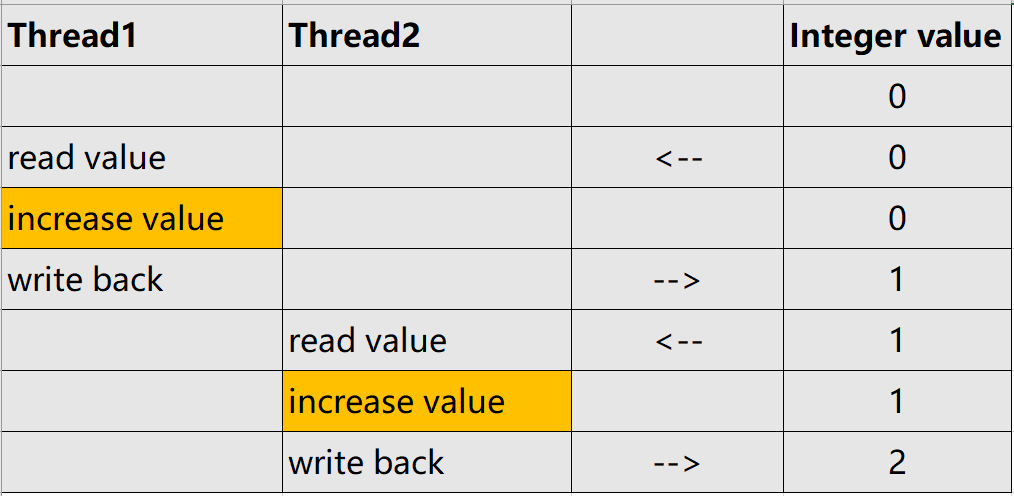 Thread1 Thread2 Integer value
0
read value <-- 0
increase value 0
write back --> 1
read value <-- 1
increase value 1
write back --> 2